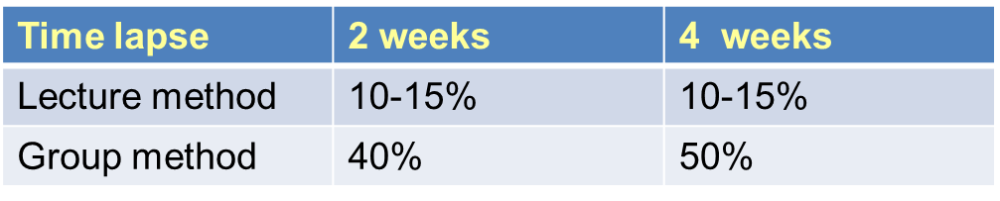 Time lapse 2 weeks 4  weeks
Lecture method 10-15% 10-15%
Group method 40% 50%